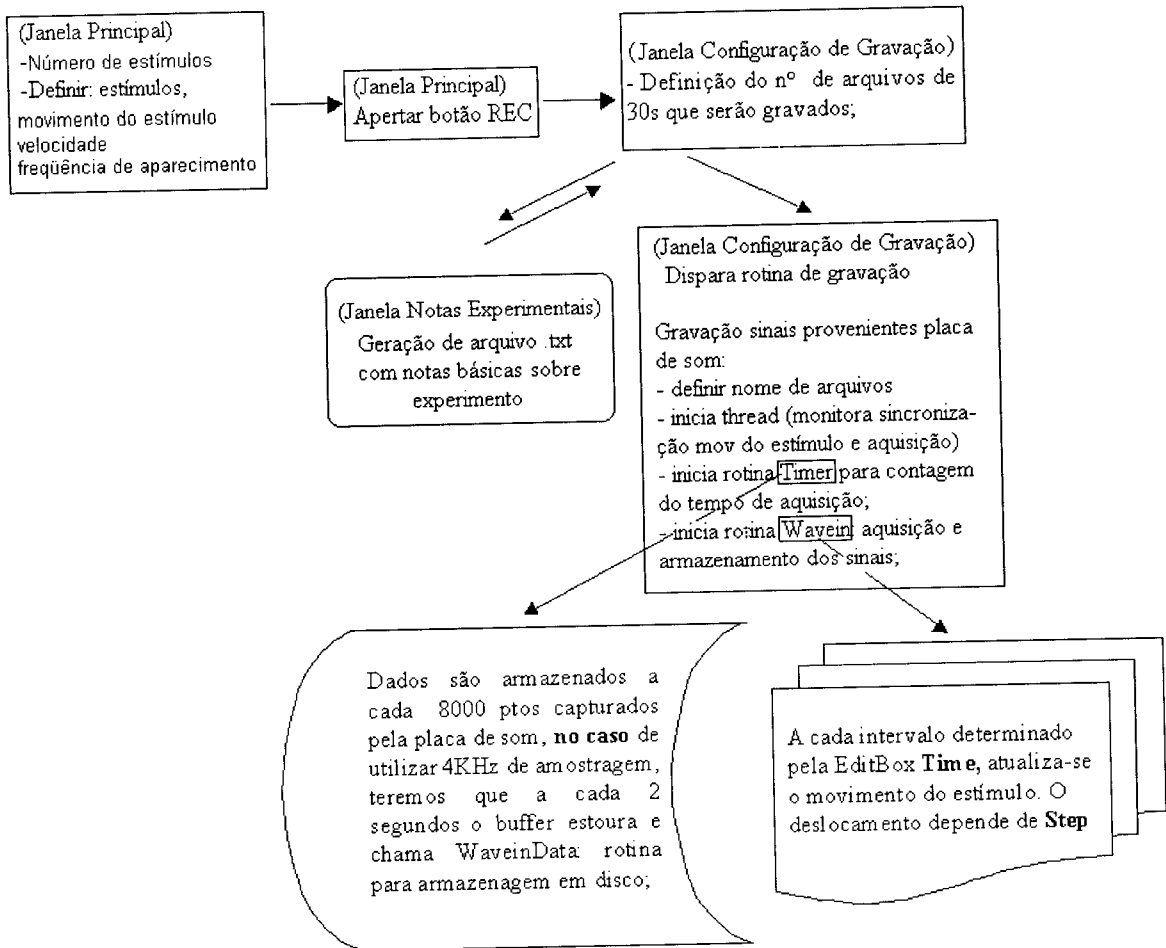 (Janela Principal)
-Número de estímulos
-Definir: estímulos,
movimento do estímulo
velocidade
freqüência de aparecimento
(Janela Principal)
Apertar botão REC
(Janela Configuração de Gravação)
- Definição do nº de arquivos de
30s que serão gravados;
(Janela Notas Experimentais)
Geração de arquivo .txt
com notas básicas sobre
experimento
(Janela Configuração de Gravação)
Dispara rotina de gravação
Gravação sinais provenientes placa
de som:
- definir nome de arquivos
- inicia thread (monitora sincroniza-
ção mov do estímulo e aquisição)
- inicia rotina Timer para contagem
do tempo de aquisição;
- inicia rotina Wavein: aquisição e
armazenamento dos sinais;
Dados são armazenados a
cada 8000 ptos capturados
pela placa de som, no caso de
utilizar 4KHz de amostragem,
teremos que a cada 2
segundos o buffer estoura e
chama WaveinData: rotina
para armazenagem em disco;
A cada intervalo determinado
pela EditBox Time, atualiza-se
o movimento do estímulo. O
deslocamento depende de Step